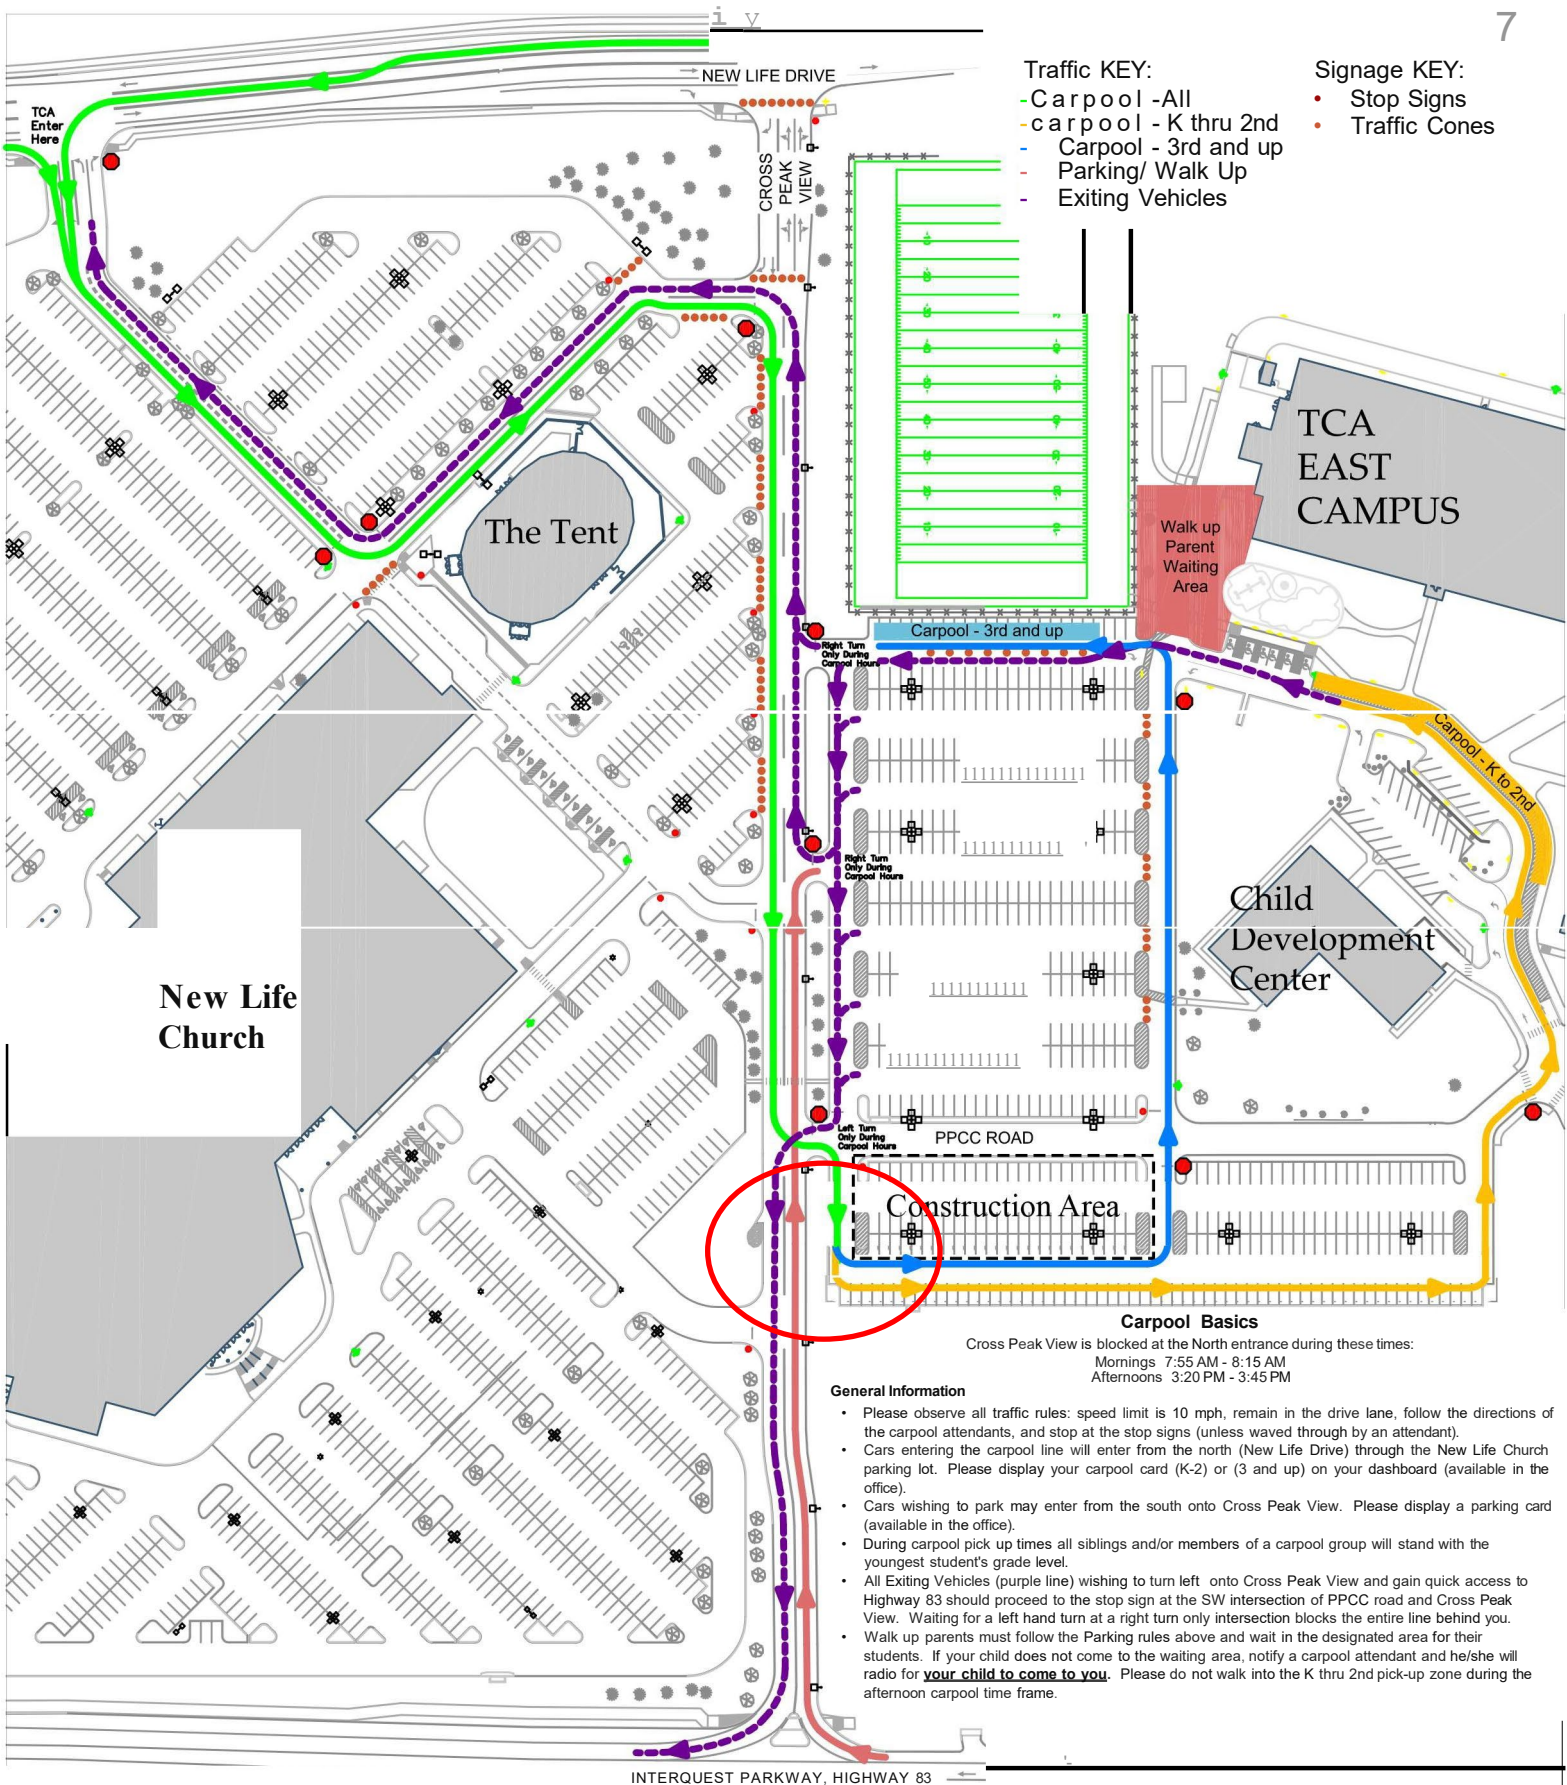 i y
7
NEW LIFE DRIVE
Traffic KEY:
- Carpool -All
- carpool - K thru 2nd
- Carpool - 3rd and up
- Parking/ Walk Up
- Exiting Vehicles
Signage KEY:
• Stop Signs
• Traffic Cones
TCA
Enter
Here
CROSS
PEAK
VIEW
TCA
EAST
CAMPUS
The Tent
Walk up
Parent
Waiting
Area
Carpool - 3rd and up
Right Turn
Only During
Carpool Hours
Carpool - K to 2nd
Right Turn
Only During
Carpool Hours
Child
Development
Center
New Life
Church
Left Turn
Only During
Carpool Hours
PPCC ROAD
Construction Area
Carpool Basics
Cross Peak View is blocked at the North entrance during these times:
Mornings 7:55 AM - 8:15 AM
Afternoons 3:20 PM - 3:45 PM
General Information
• Please observe all traffic rules: speed limit is 10 mph, remain in the drive lane, follow the directions of
the carpool attendants, and stop at the stop signs (unless waved through by an attendant).
• Cars entering the carpool line will enter from the north (New Life Drive) through the New Life Church
parking lot. Please display your carpool card (K-2) or (3 and up) on your dashboard (available in the
office).
• Cars wishing to park may enter from the south onto Cross Peak View. Please display a parking card
(available in the office).
• During carpool pick up times all siblings and/or members of a carpool group will stand with the
youngest student's grade level.
• All Exiting Vehicles (purple line) wishing to turn left onto Cross Peak View and gain quick access to
Highway 83 should proceed to the stop sign at the SW intersection of PPCC road and Cross Peak
View. Waiting for a left hand turn at a right turn only intersection blocks the entire line behind you.
• Walk up parents must follow the Parking rules above and wait in the designated area for their
students. If your child does not come to the waiting area, notify a carpool attendant and he/she will
radio for your child to come to you. Please do not walk into the K thru 2nd pick-up zone during the
afternoon carpool time frame.
INTERQUEST PARKWAY, HIGHWAY 83